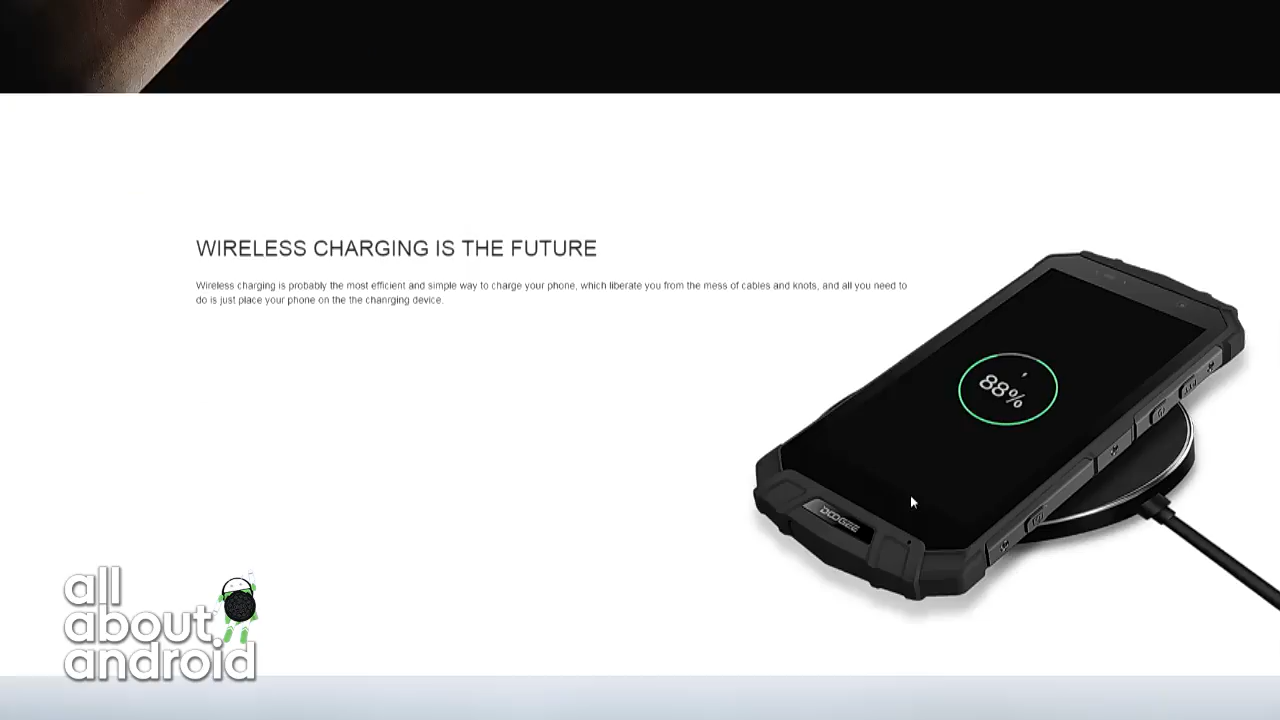 WIRELESS CHARGING IS THE FUTURE
Wireless charging is probably the most efficient and simple way to charge your phone, which liberate you from the mess of cables and knots, and all you need to
do is just place your phone on the the chanrging device.
88%
DOOGEE
all
about
android